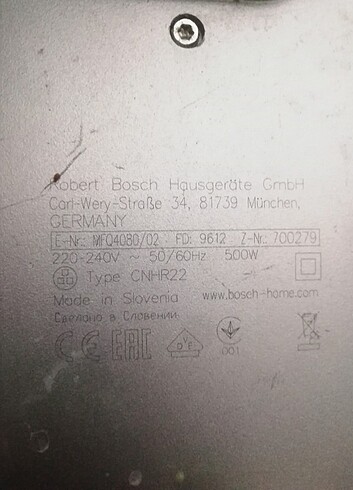 Robert Bosch Hausgeräte GmbH
Carl-Wery-Straße 34, 81739 München,
GERMANY
E-Nr.: MFQ4080/02 FD: 9612 Z-Nr.: 700279
220-240V ~ 50/60Hz 500W
Type CNHR22
Made in Slovenia www.bosch-home.com
Сделано в Словении
CE EAC OVE 001